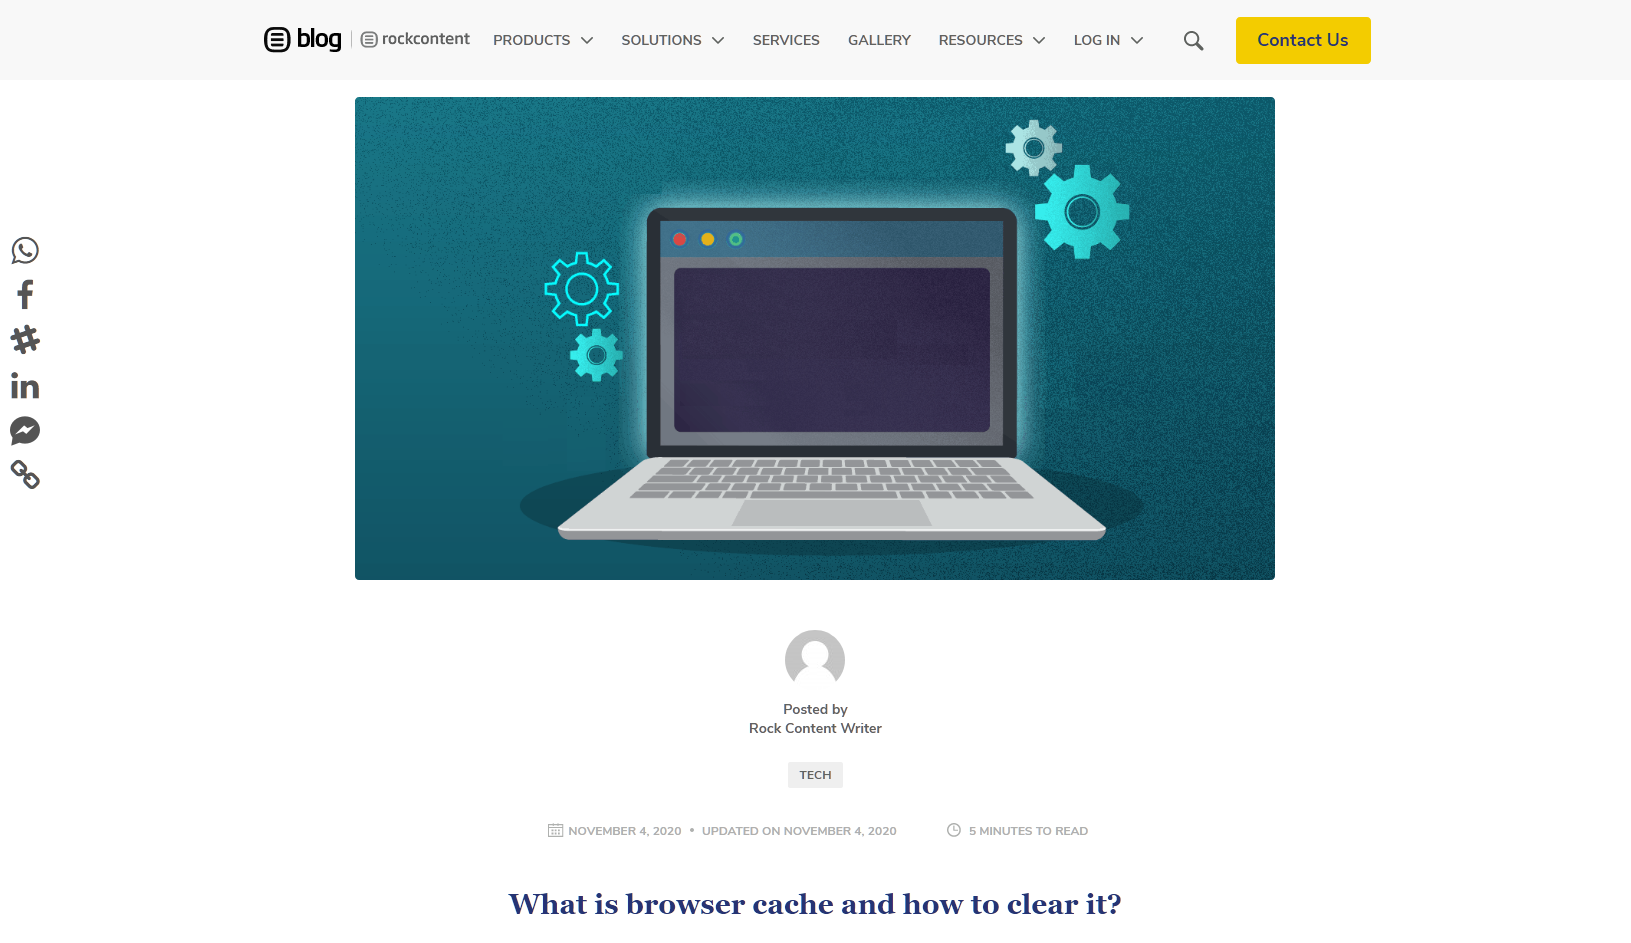 blog rockcontent PRODUCTS SOLUTIONS SERVICES GALLERY RESOURCES LOG IN Contact Us
Posted by
Rock Content Writer
TECH
NOVEMBER 4, 2020 • UPDATED ON NOVEMBER 4, 2020 5 MINUTES TO READ
What is browser cache and how to clear it?